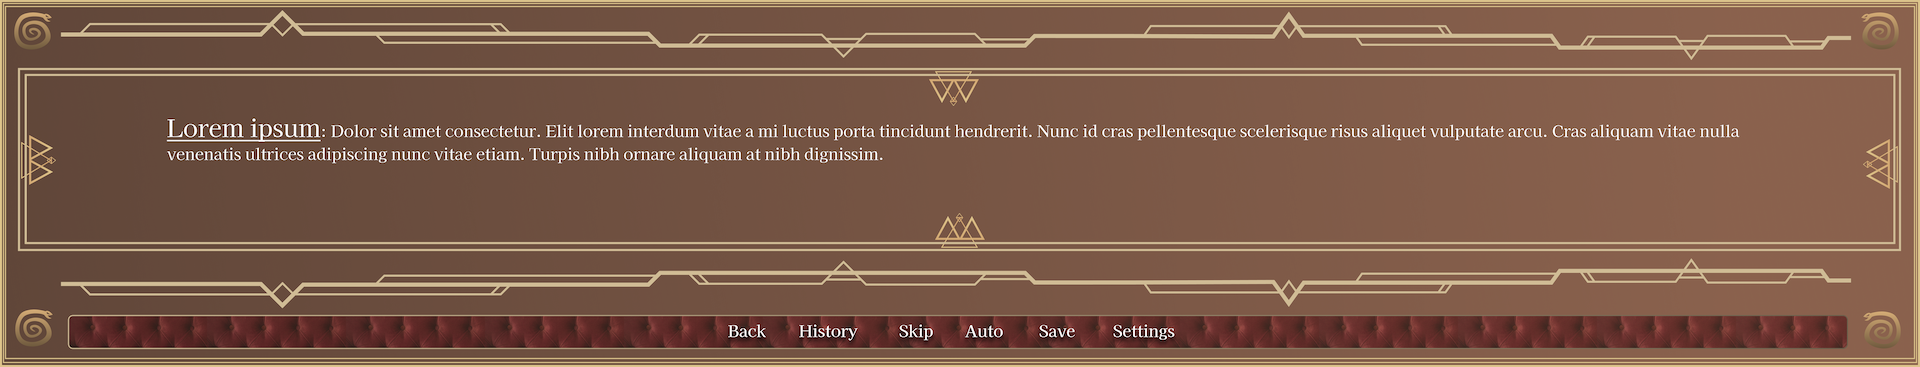 Lorem ipsum: Dolor sit amet consectetur. Elit lorem interdum vitae a mi luctus porta tincidunt hendrerit. Nunc id cras pellentesque scelerisque risus aliquet vulputate arcu. Cras aliquam vitae nulla
venenatis ultrices adipiscing nunc vitae etiam. Turpis nibh ornare aliquam at nibh dignissim.
Back History Skip Auto Save Settings